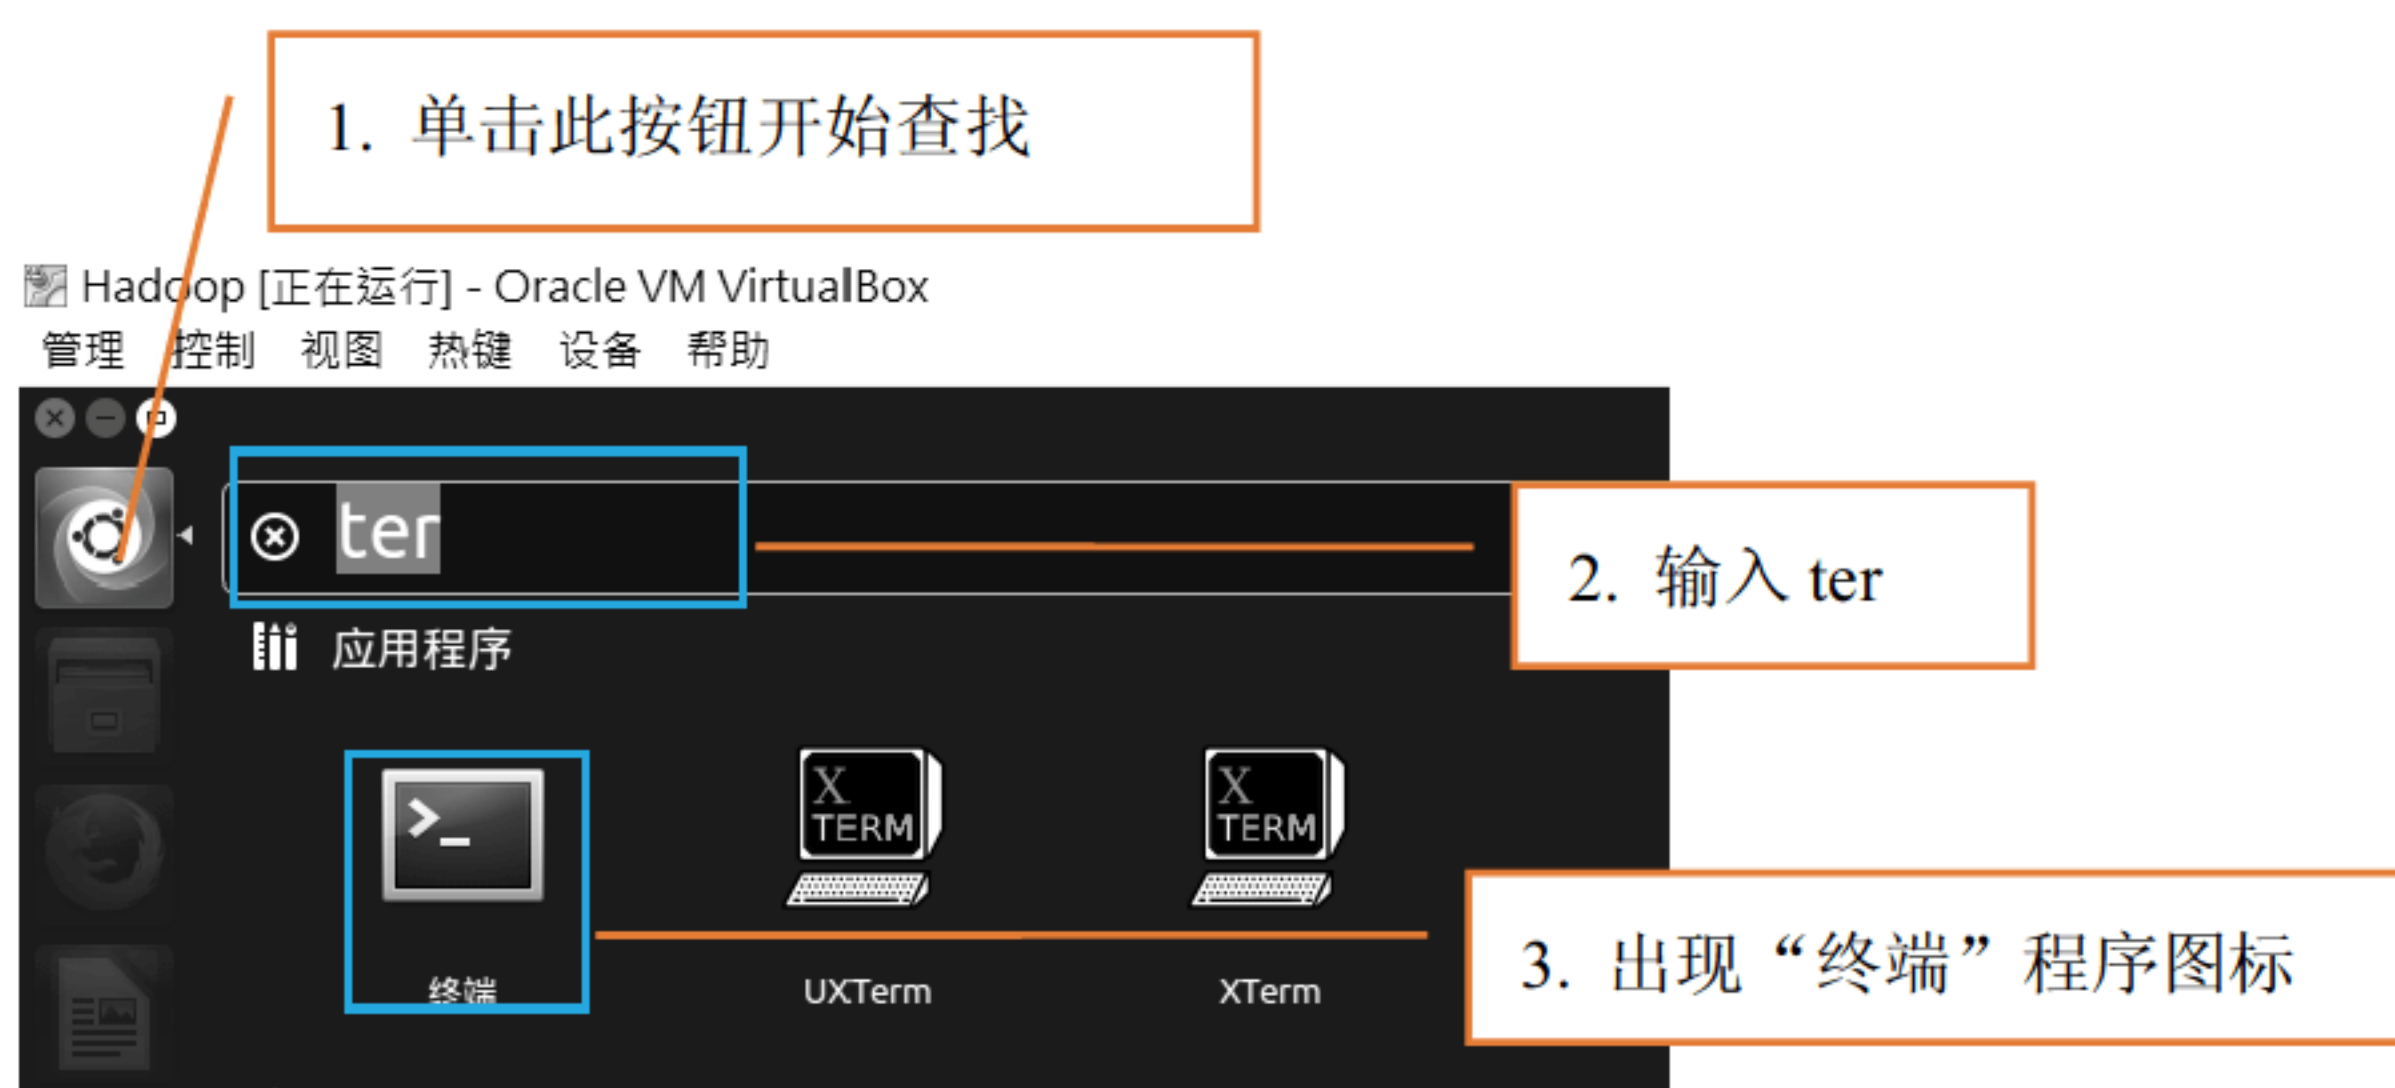 1. 单击此按钮开始查找
Hadoop [正在运行] - Oracle VM VirtualBox
管理 控制 视图 热键 设备 帮助
ter
2. 输入 ter
应用程序
X
TERM
X
TERM
3. 出现“终端”程序图标
终端 UXTerm XTerm